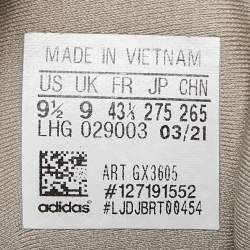 MADE IN VIETNAM
US UK FR JP CHN
9½ 9 43⅓ 275 265
LHG 029003 03/21
ART GX3605
#127191552
adidas #LJDJBRT00454